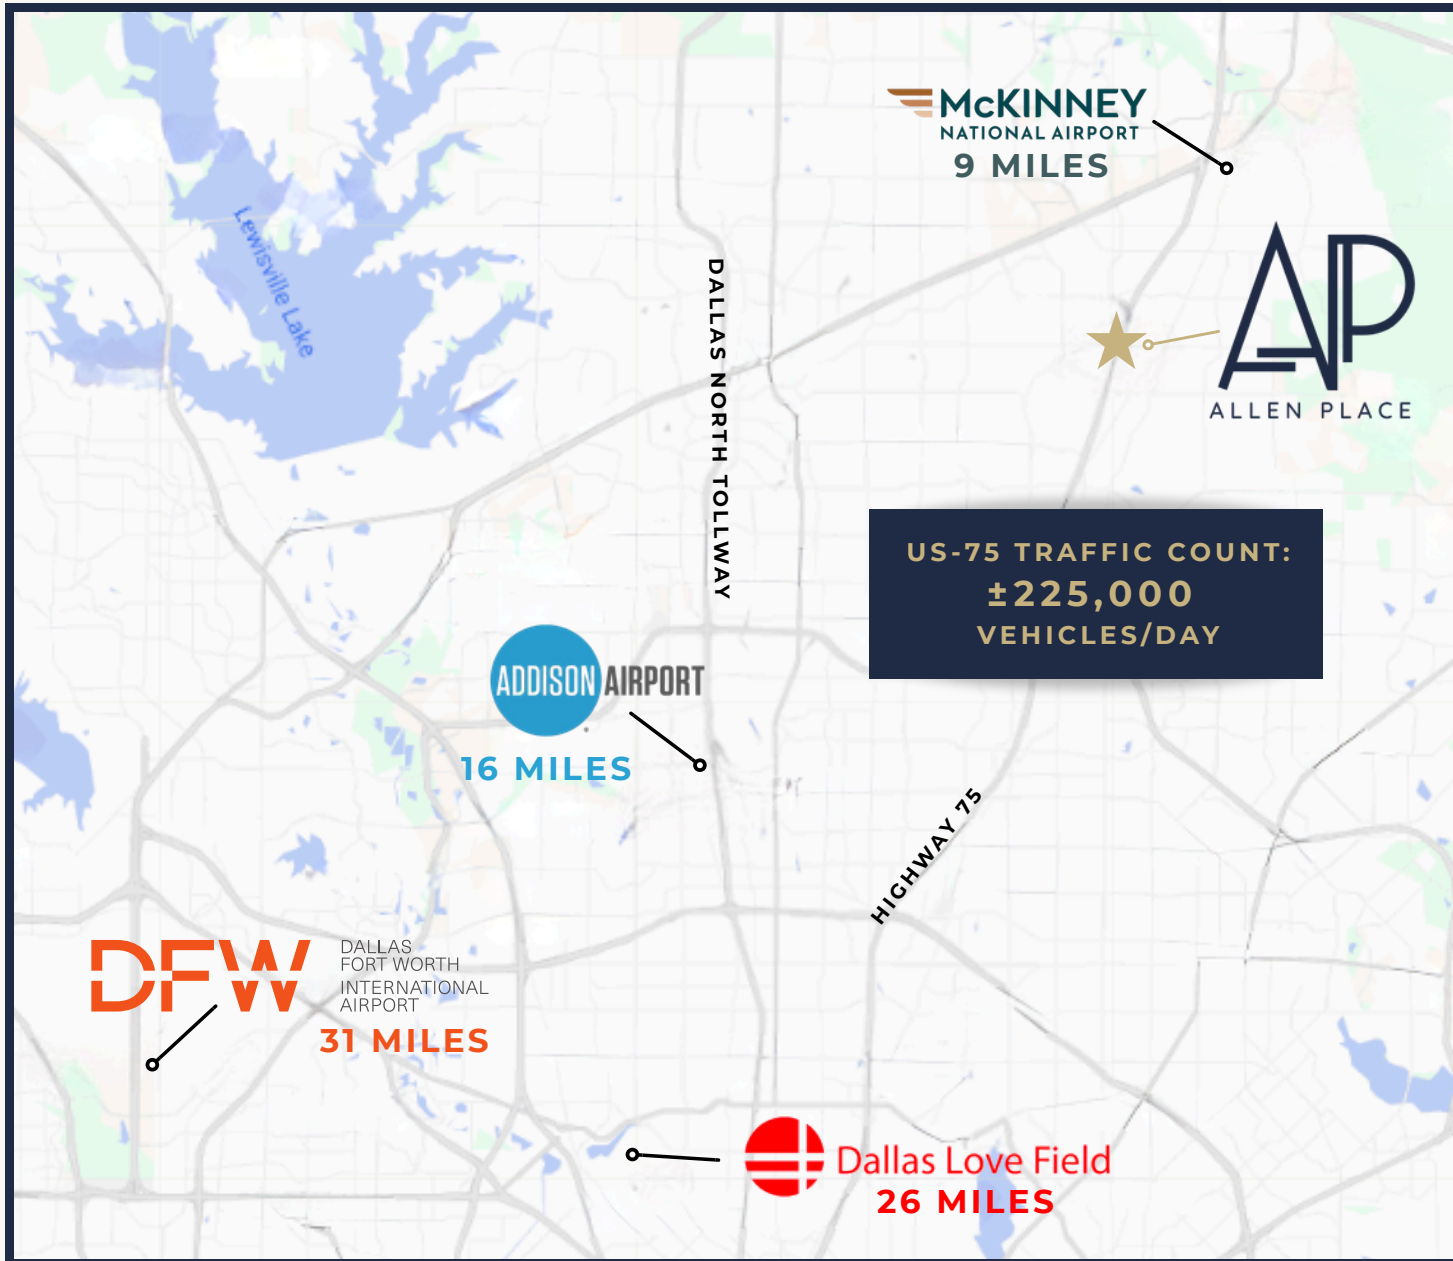 McKINNEY
NATIONAL AIRPORT
9 MILES
Lewisville Lake
DALLAS NORTH TOLLWAY
AP
ALLEN PLACE
US-75 TRAFFIC COUNT:
±225,000
VEHICLES/DAY
ADDISON AIRPORT
16 MILES
HIGHWAY 75
DFW
DALLAS
FORT WORTH
INTERNATIONAL
AIRPORT
31 MILES
Dallas Love Field
26 MILES